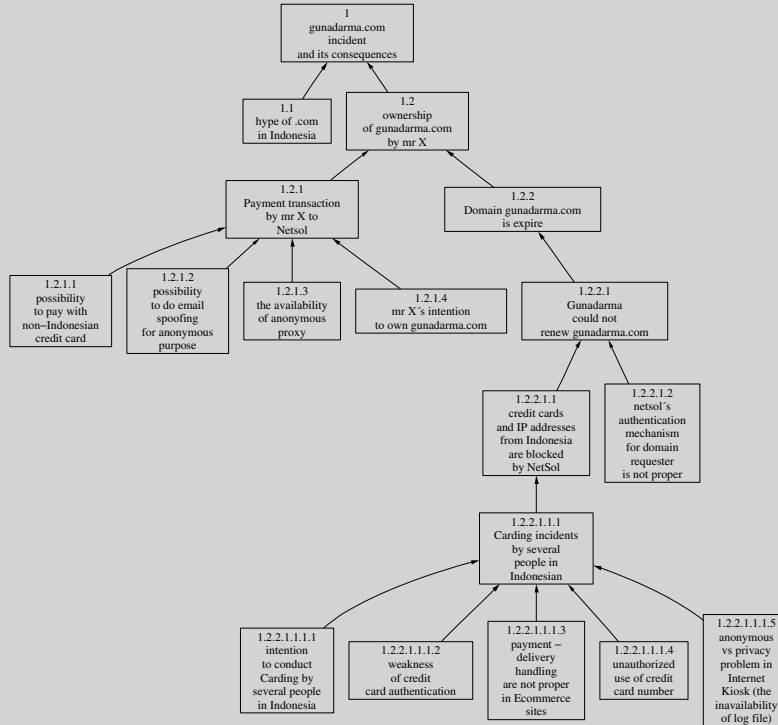 1
gunadarma.com
incident
and its consequences
1.1
hype of .com
in Indonesia
1.2
ownership
of gunadarma.com
by mr X
1.2.1
Payment transaction
by mr X to
Netsol
1.2.2
Domain gunadarma.com
is expire
1.2.1.1
possibility
to pay with
non−Indonesian
credit card
1.2.1.2
possibility
to do email
spoofing
for anonymous
purpose
1.2.1.3
the availability
of anonymous
proxy
1.2.1.4
mr X´s intention
to own gunadarma.com
1.2.2.1
Gunadarma
could not
renew gunadarma.com
1.2.2.1.1
credit cards
and IP addresses
from Indonesia
are blocked
by NetSol
1.2.2.1.2
netsol´s
authentication
mechanism
for domain
requester
is not proper
1.2.2.1.1.1
Carding incidents
by several
people in
Indonesian
1.2.2.1.1.1.1
intention
to conduct
Carding by
several people
in Indonesia
1.2.2.1.1.1.2
weakness
of credit
card authentication
1.2.2.1.1.1.3
payment −
delivery
handling
are not proper
in Ecommerce
sites
1.2.2.1.1.1.4
unauthorized
use of credit
card number
1.2.2.1.1.1.5
anonymous
vs privacy
problem in
Internet
Kiosk (the
inavailability
of log file)